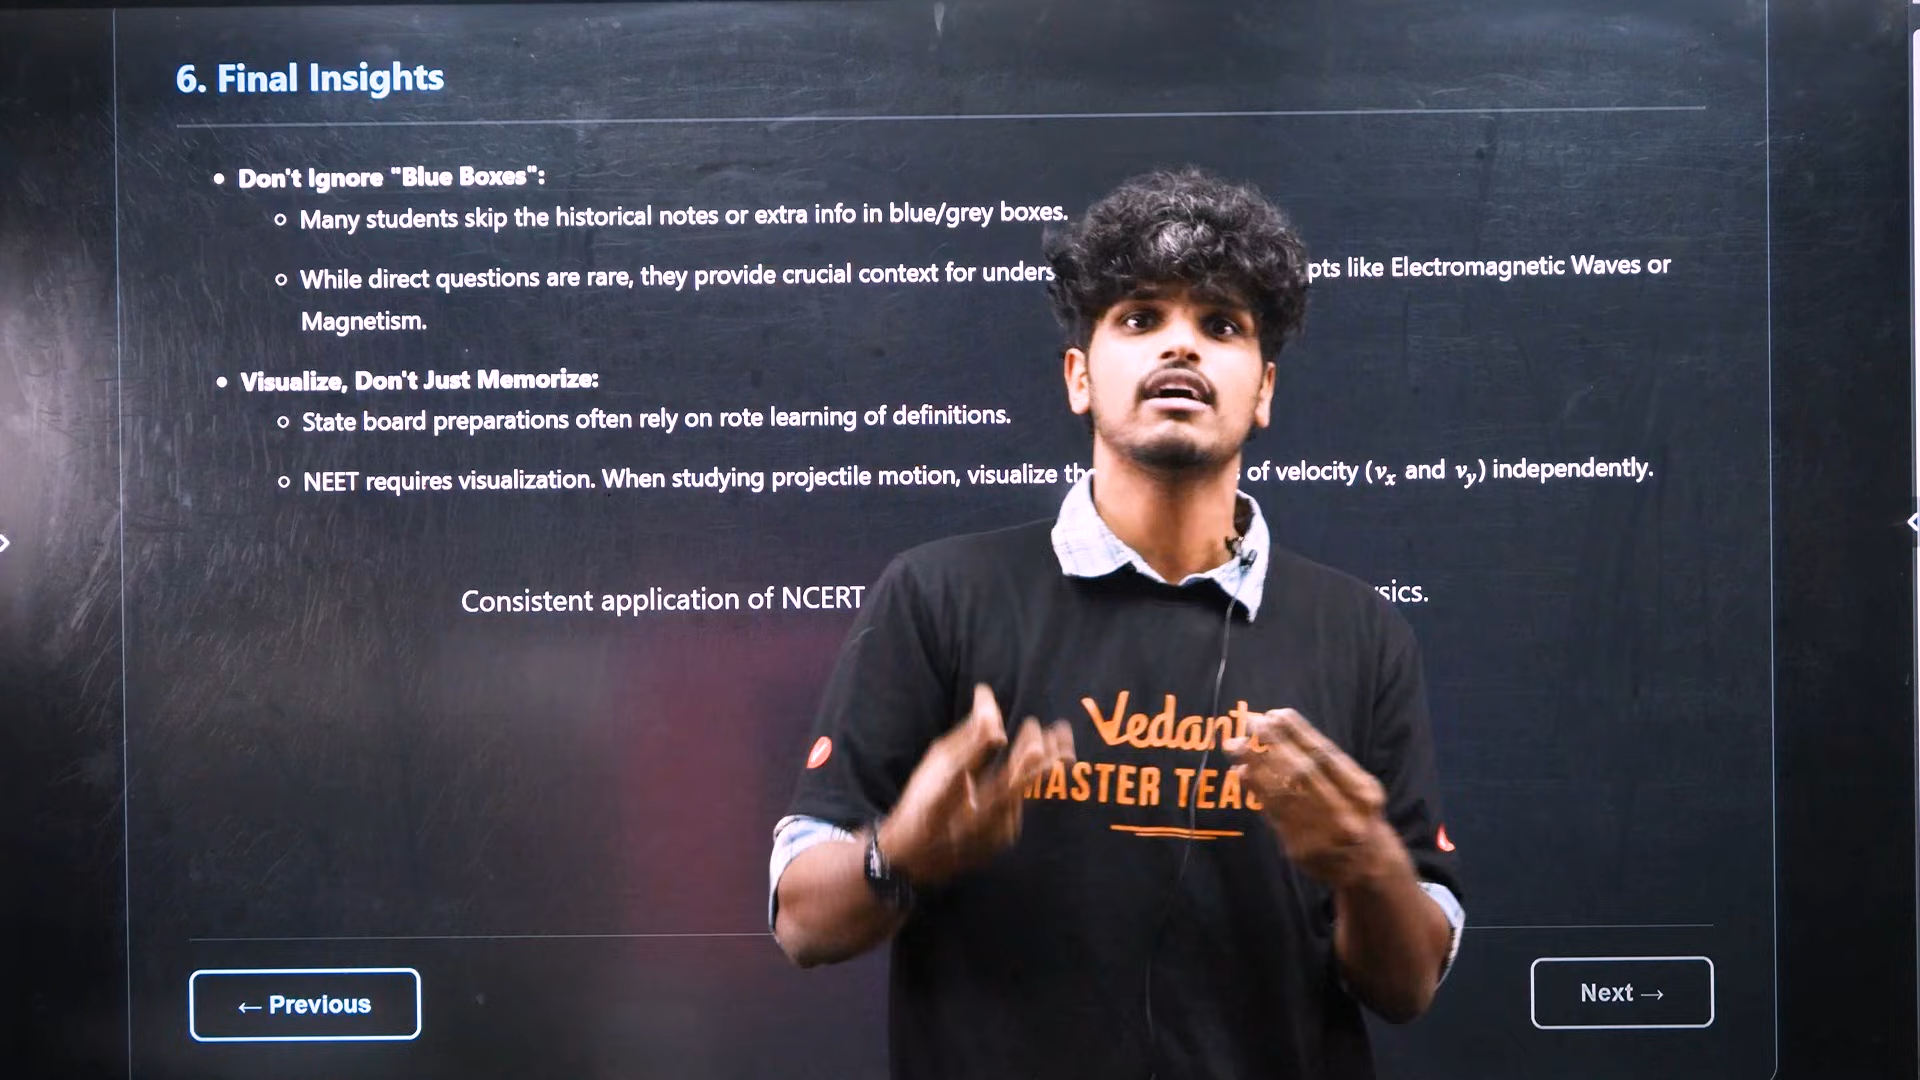 6. Final Insights
• Don't Ignore "Blue Boxes":
○ Many students skip the historical notes or extra info in blue/grey boxes.
○ While direct questions are rare, they provide crucial context for unders pts like Electromagnetic Waves or
Magnetism.
• Visualize, Don't Just Memorize:
○ State board preparations often rely on rote learning of definitions.
○ NEET requires visualization. When studying projectile motion, visualize th of velocity (vₓ and vᵧ) independently.
Consistent application of NCERT sics.
Vedant
MASTER TEAC
← Previous
Next →